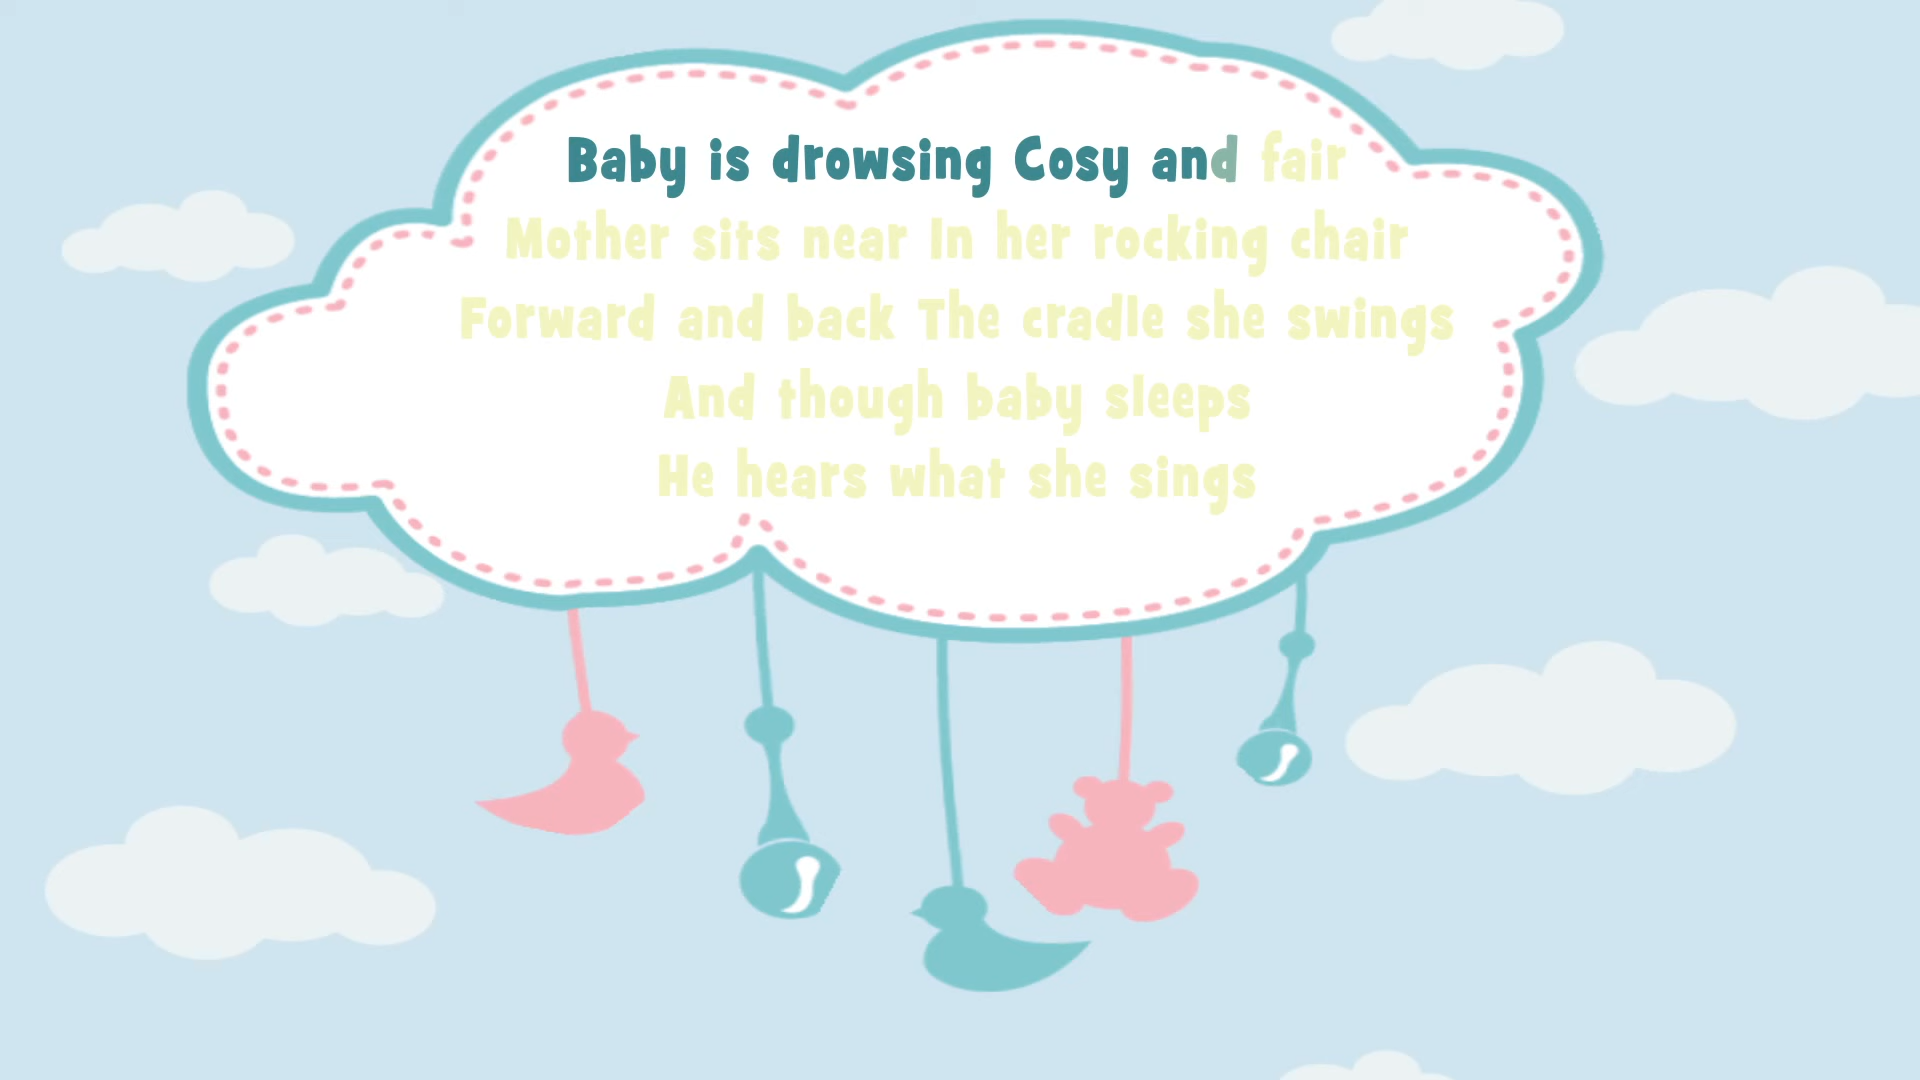 Baby is drowsing Cosy and fair
Mother sits near In her rocking chair
Forward and back The cradle she swings
And though baby sleeps
He hears what she sings